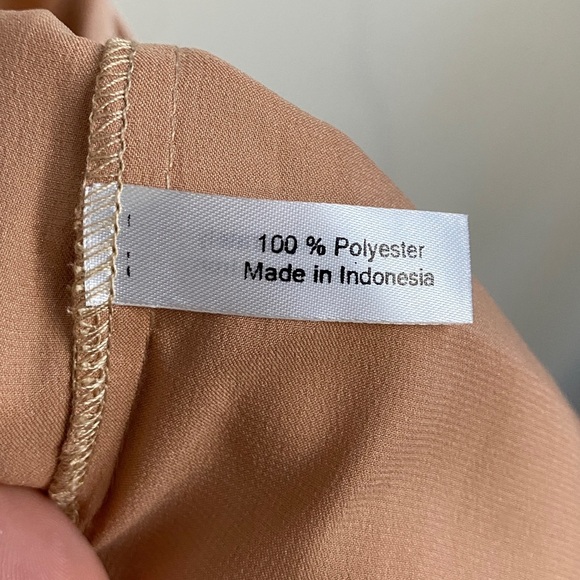 100 % Polyester
Made in Indonesia